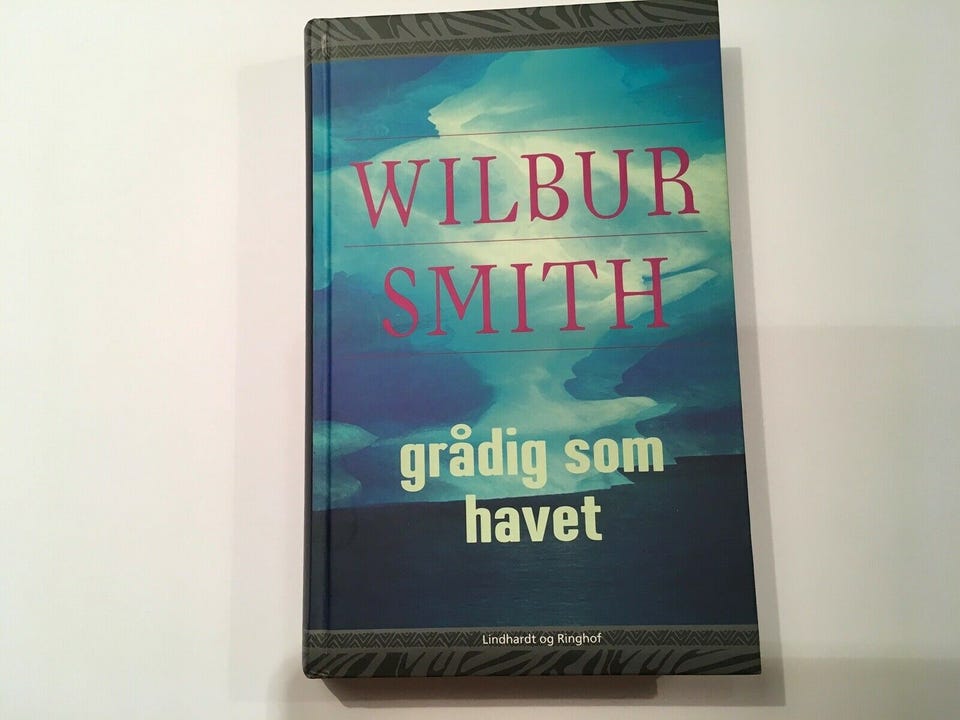 WILBUR
SMITH
grådig som
havet
Lindhardt og Ringhof